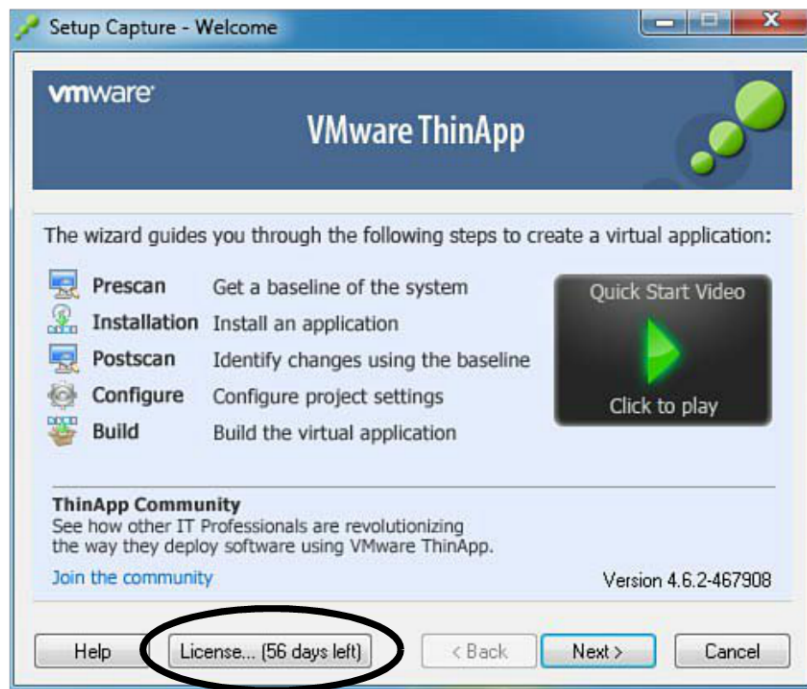 Setup Capture - Welcome
vmware
VMware ThinApp
The wizard guides you through the following steps to create a virtual application:
Prescan Get a baseline of the system
Installation Install an application
Postscan Identify changes using the baseline
Configure Configure project settings
Build Build the virtual application
Quick Start Video
Click to play
ThinApp Community
See how other IT Professionals are revolutionizing
the way they deploy software using VMware ThinApp.
Join the community
Version 4.6.2-467908
Help License... (56 days left) < Back Next > Cancel